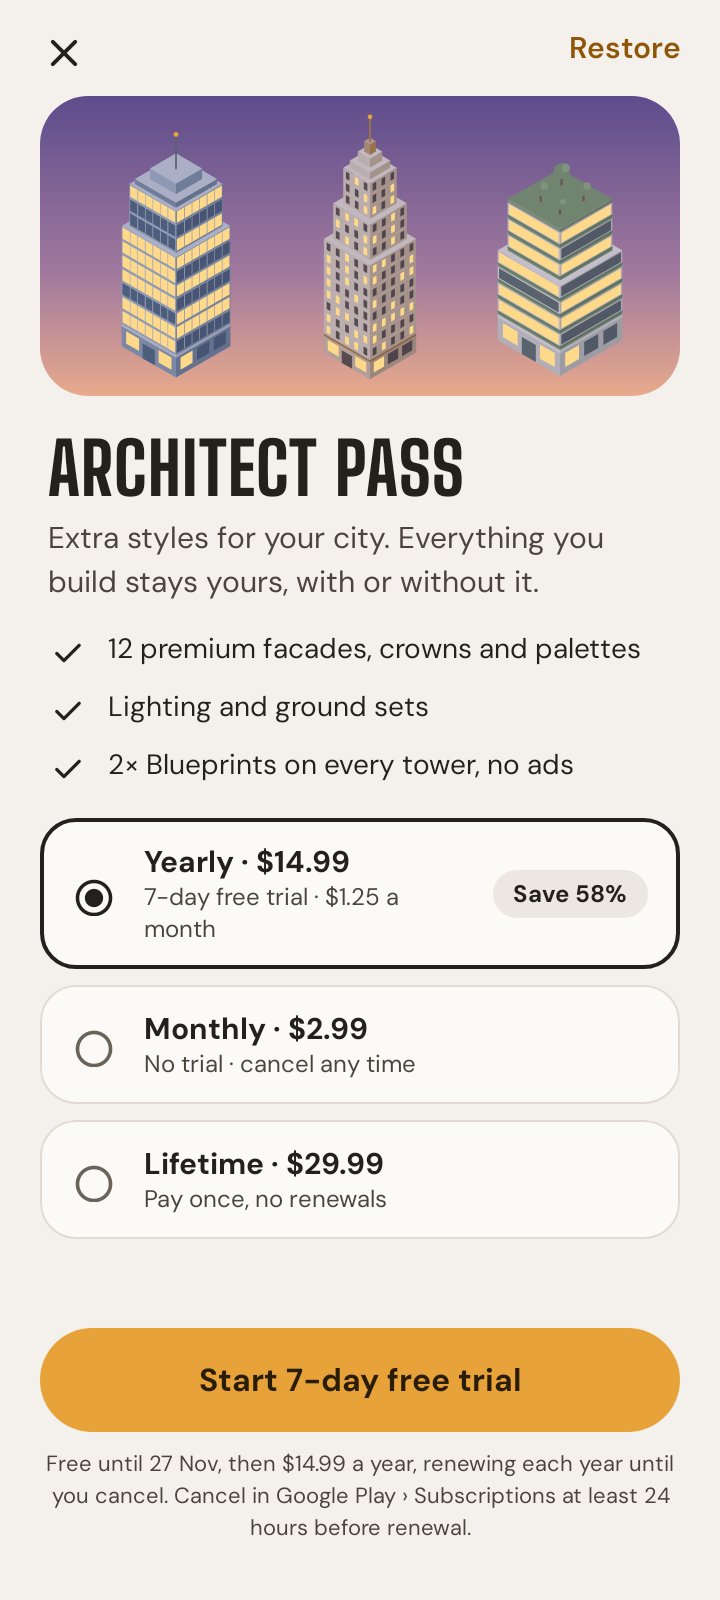 Restore
ARCHITECT PASS
Extra styles for your city. Everything you
build stays yours, with or without it.
12 premium facades, crowns and palettes
Lighting and ground sets
2× Blueprints on every tower, no ads
Yearly · $14.99
7-day free trial · $1.25 a
month
Save 58%
Monthly · $2.99
No trial · cancel any time
Lifetime · $29.99
Pay once, no renewals
Start 7-day free trial
Free until 27 Nov, then $14.99 a year, renewing each year until
you cancel. Cancel in Google Play › Subscriptions at least 24
hours before renewal.